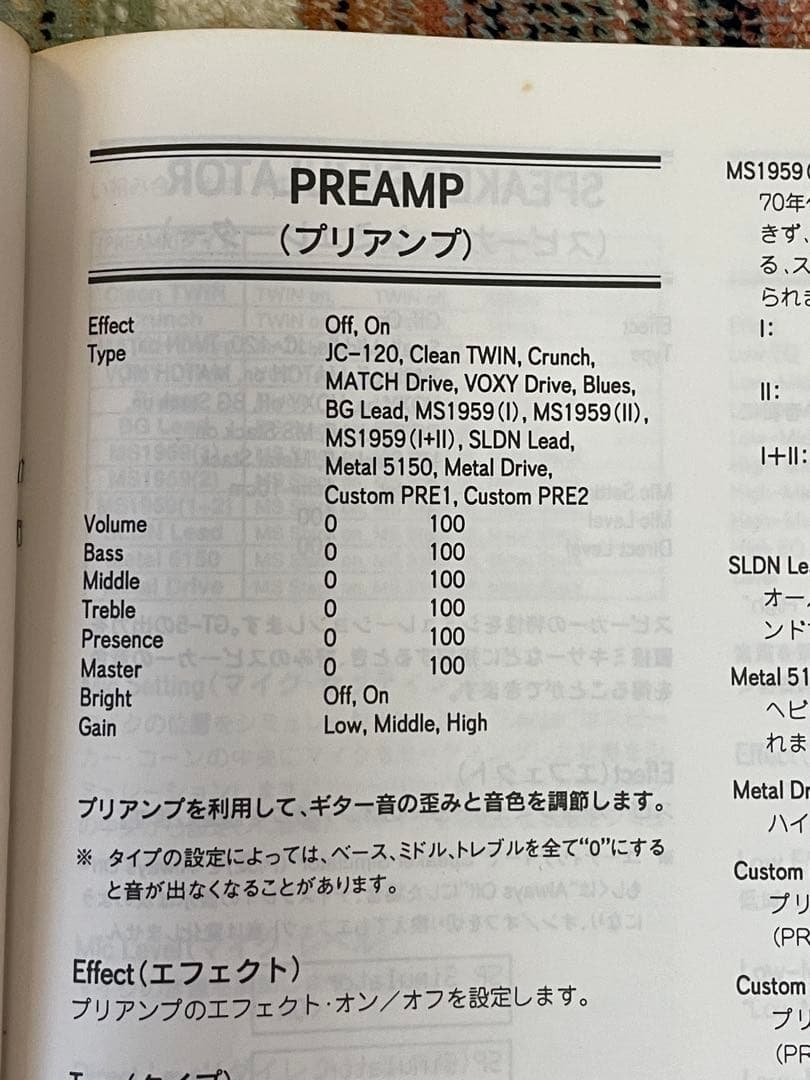 PREAMP
(プリアンプ)
Effect Off, On
Type JC-120, Clean TWIN, Crunch,
MATCH Drive, VOXY Drive, Blues,
BG Lead, MS1959(I), MS1959(II),
MS1959(I+II), SLDN Lead,
Metal 5150, Metal Drive,
Custom PRE1, Custom PRE2
Volume 0 100
Bass 0 100
Middle 0 100
Treble 0 100
Presence 0 100
Master 0 100
Bright Off, On
Gain Low, Middle, High
プリアンプを利用して、ギター音の歪みと音色を調節します。
※ タイプの設定によっては、ベース、ミドル、トレブルを全て“0”にする
と音が出なくなることがあります。
Effect(エフェクト)
プリアンプのエフェクト・オン/オフを設定します。
MS1959(
70年
きず、
る、ス
られま
I:
II:
I+II:
SLDN Le
オー
ンド
Metal 51
ヘビ
れま
Metal Dr
ハイ
Custom
プリ
(PR
Custom
プリ
(PR